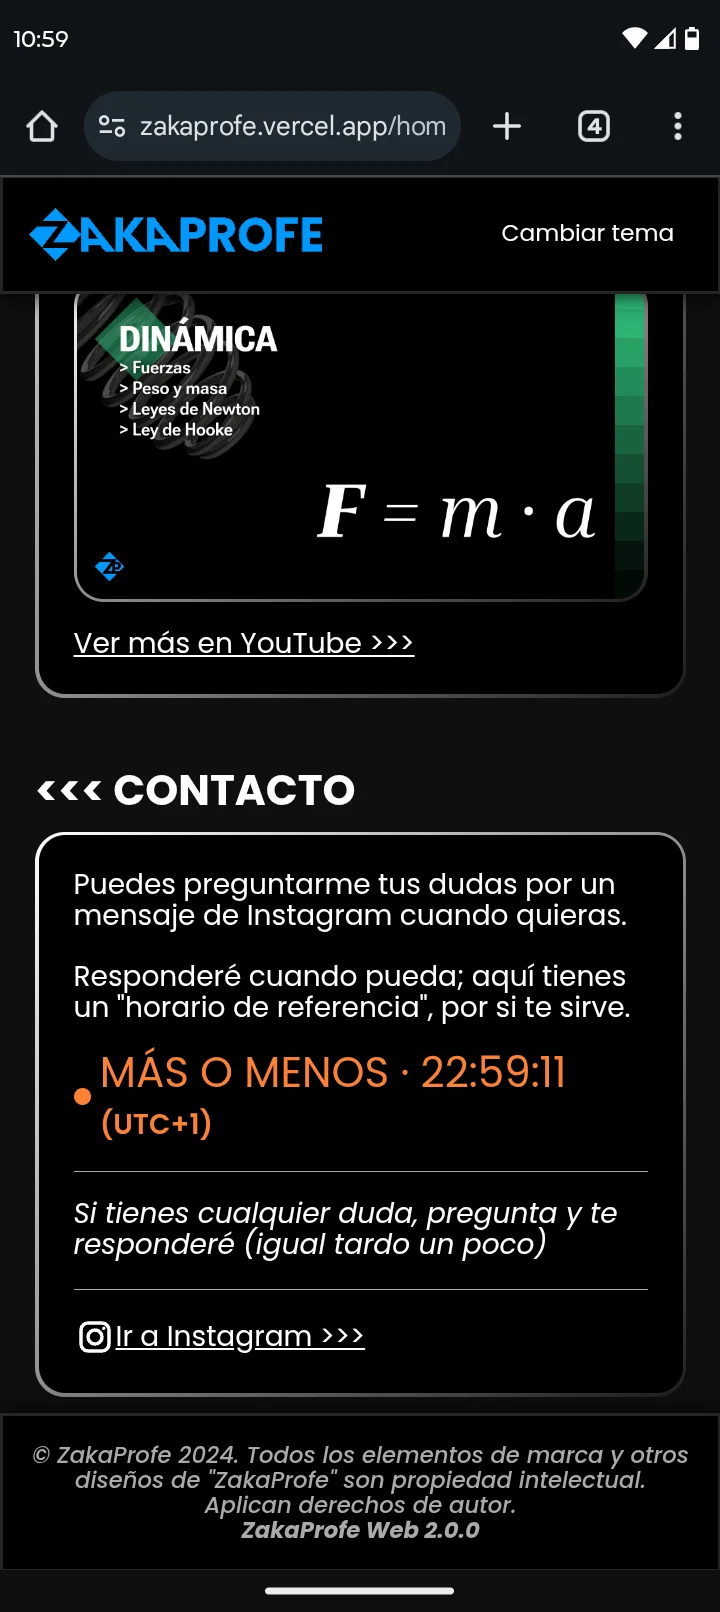 10:59
zakaprofe.vercel.app/hom
4
ZAKAPROFE
Cambiar tema
DINÁMICA
> Fuerzas
> Peso y masa
> Leyes de Newton
> Ley de Hooke
F = m · a
Ver más en YouTube >>>
<<< CONTACTO
Puedes preguntarme tus dudas por un
mensaje de Instagram cuando quieras.
Responderé cuando pueda; aquí tienes
un "horario de referencia", por si te sirve.
MÁS O MENOS · 22:59:11
(UTC+1)
Si tienes cualquier duda, pregunta y te
responderé (igual tardo un poco)
Ir a Instagram >>>
© ZakaProfe 2024. Todos los elementos de marca y otros
diseños de "ZakaProfe" son propiedad intelectual.
Aplican derechos de autor.
ZakaProfe Web 2.0.0